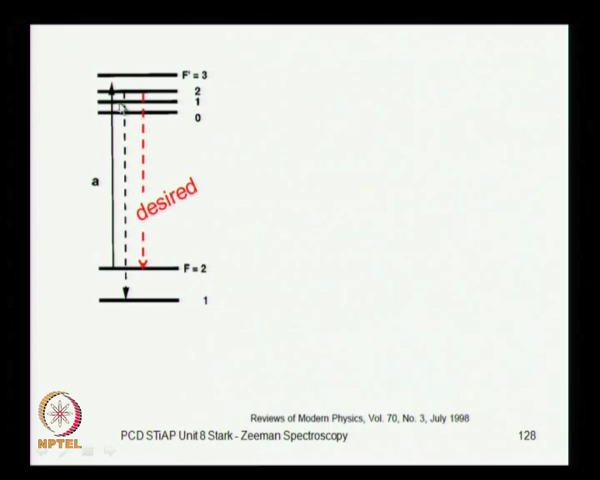 F' = 3
2
1
0
a
desired
F = 2
1
Reviews of Modern Physics, Vol. 70, No. 3, July 1998
NPTEL
PCD STiAP Unit 8 Stark - Zeeman Spectroscopy
128